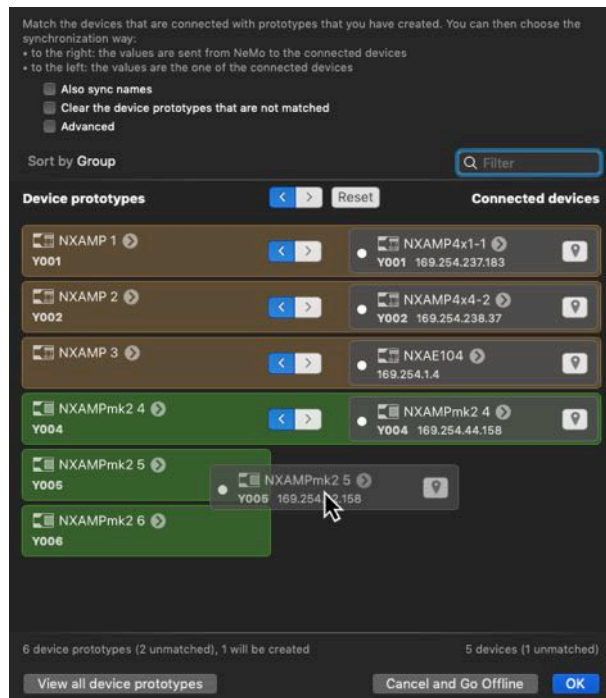 Match the devices that are connected with prototypes that you have created. You can then choose the
synchronization way:
• to the right: the values are sent from NeMo to the connected devices
• to the left: the values are the one of the connected devices
Also sync names
Clear the device prototypes that are not matched
Advanced
Sort by Group
Filter
Device prototypes
< >
Reset
Connected devices
NXAMP 1
Y001
< >
NXAMP4x1-1
Y001 169.254.237.183
NXAMP 2
Y002
< >
NXAMP4x4-2
Y002 169.254.238.37
NXAMP 3
< >
NXAE104
169.254.1.4
NXAMPmk2 4
Y004
< >
NXAMPmk2 4
Y004 169.254.44.158
NXAMPmk2 5
Y005
NXAMPmk2 5
Y005
NXAMPmk2 6
Y006
6 device prototypes (2 unmatched), 1 will be created
5 devices (1 unmatched)
View all device prototypes
Cancel and Go Offline
OK